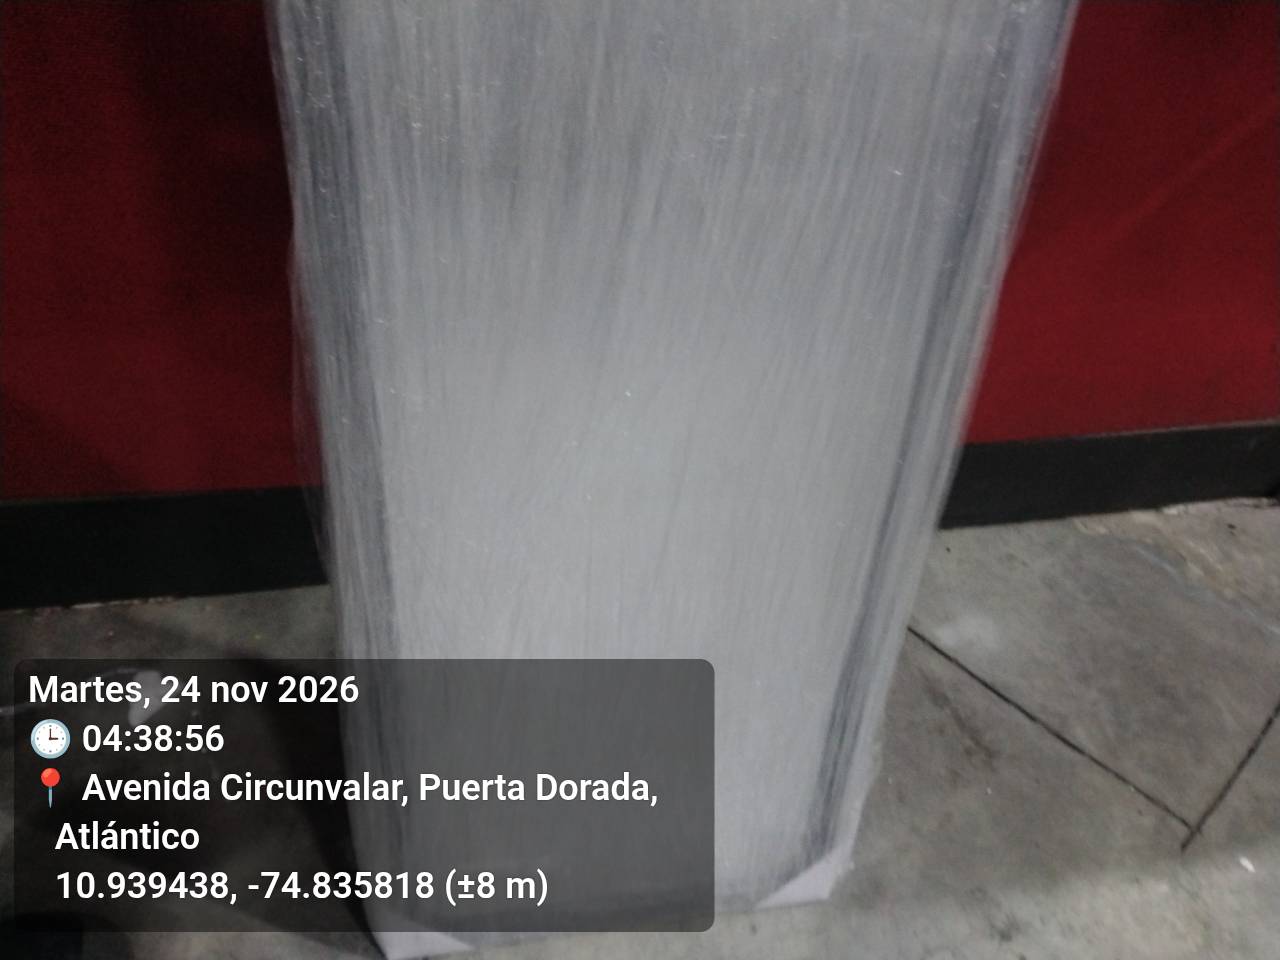 Martes, 24 nov 2026
🕒 04:38:56
📍 Avenida Circunvalar, Puerta Dorada,
Atlántico
10.939438, -74.835818 (±8 m)